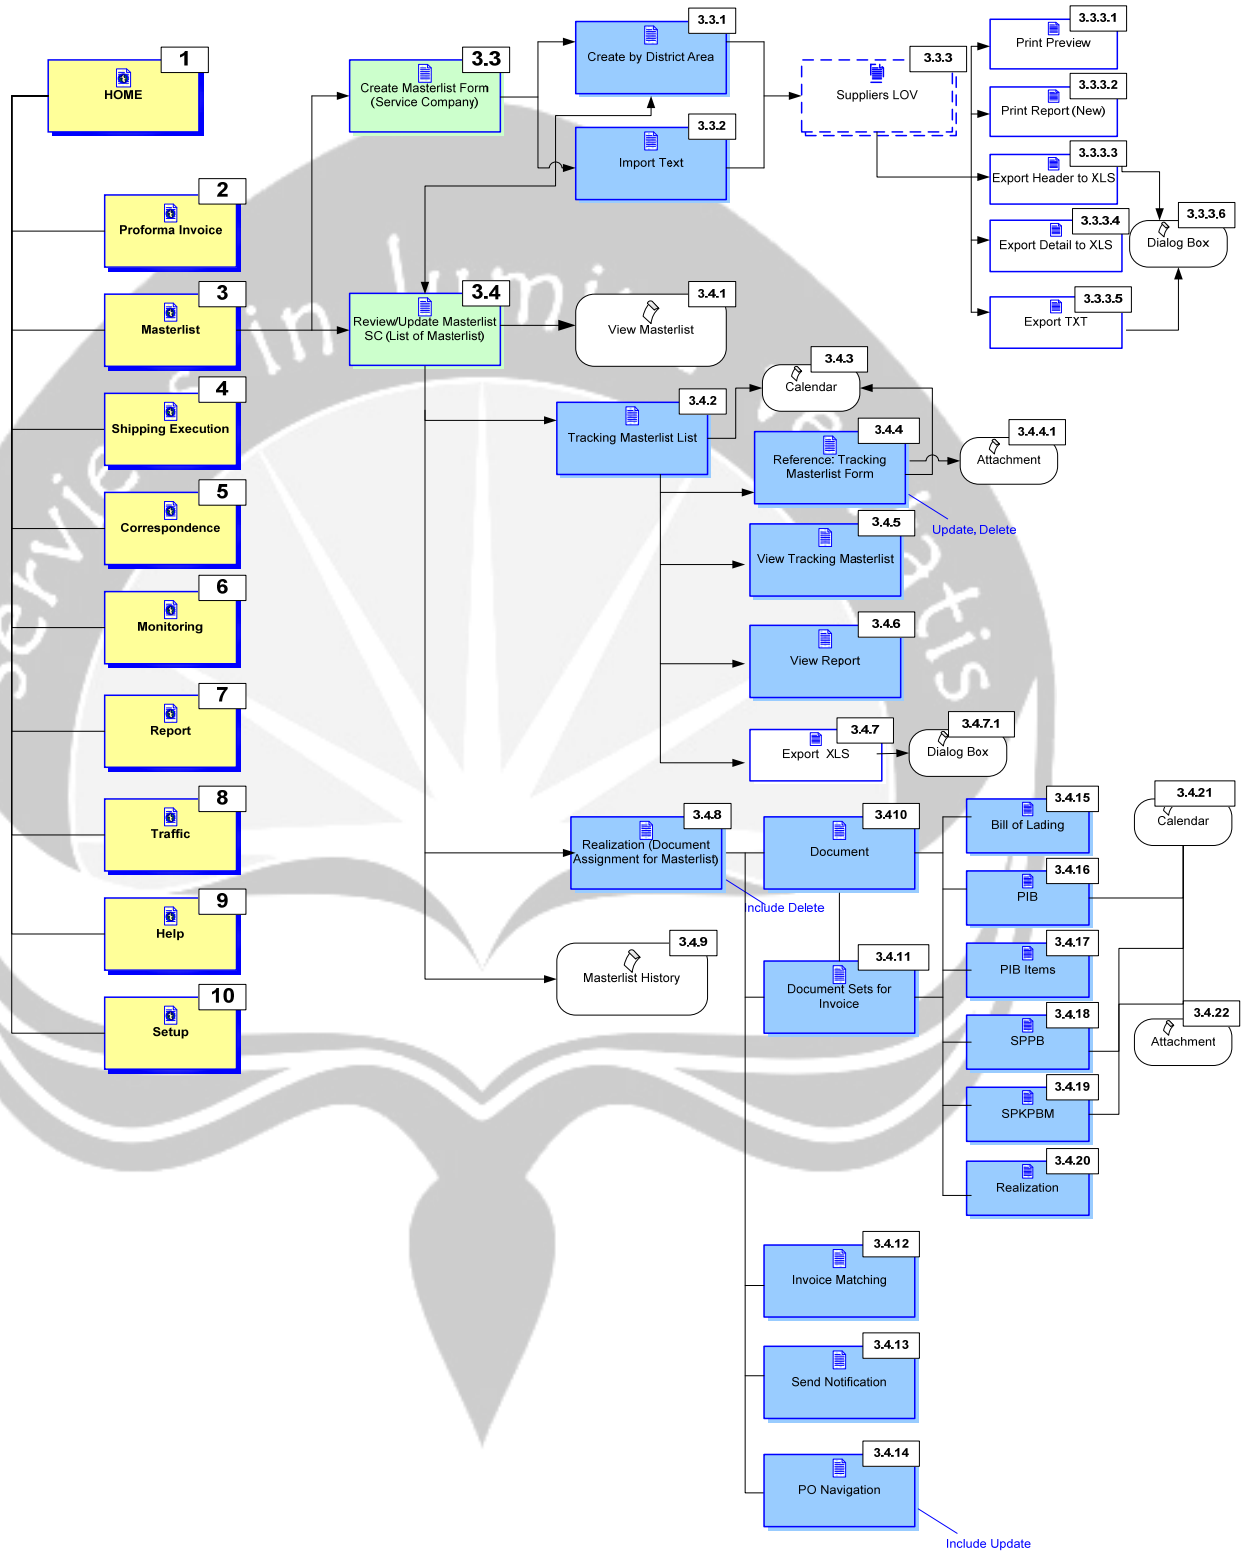 1
HOME
2
Proforma Invoice
3
Masterlist
4
Shipping Execution
5
Correspondence
6
Monitoring
7
Report
8
Traffic
9
Help
10
Setup
3.3
Create Masterlist Form
(Service Company)
3.4
Review/Update Masterlist
SC (List of Masterlist)
3.3.1
Create by District Area
3.3.2
Import Text
3.3.3
Suppliers LOV
3.3.3.1
Print Preview
3.3.3.2
Print Report (New)
3.3.3.3
Export Header to XLS
3.3.3.4
Export Detail to XLS
3.3.3.5
Export TXT
3.3.3.6
Dialog Box
3.4.1
View Masterlist
3.4.2
Tracking Masterlist List
3.4.3
Calendar
3.4.4
Reference: Tracking
Masterlist Form
Update, Delete
3.4.4.1
Attachment
3.4.5
View Tracking Masterlist
3.4.6
View Report
3.4.7
Export XLS
3.4.7.1
Dialog Box
3.4.8
Realization (Document
Assignment for Masterlist)
Include Delete
3.4.9
Masterlist History
3.410
Document
3.4.11
Document Sets for
Invoice
3.4.12
Invoice Matching
3.4.13
Send Notification
3.4.14
PO Navigation
Include Update
3.4.15
Bill of Lading
3.4.16
PIB
3.4.17
PIB Items
3.4.18
SPPB
3.4.19
SPKPBM
3.4.20
Realization
3.4.21
Calendar
3.4.22
Attachment